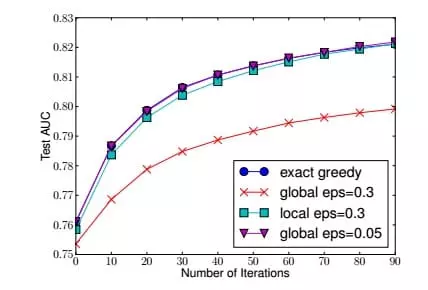 0.83
0.82
0.81
0.80
0.79
0.78
0.77
0.76
0.75
Test AUC
exact greedy
global eps=0.3
local eps=0.3
global eps=0.05
0 10 20 30 40 50 60 70 80 90
Number of Iterations